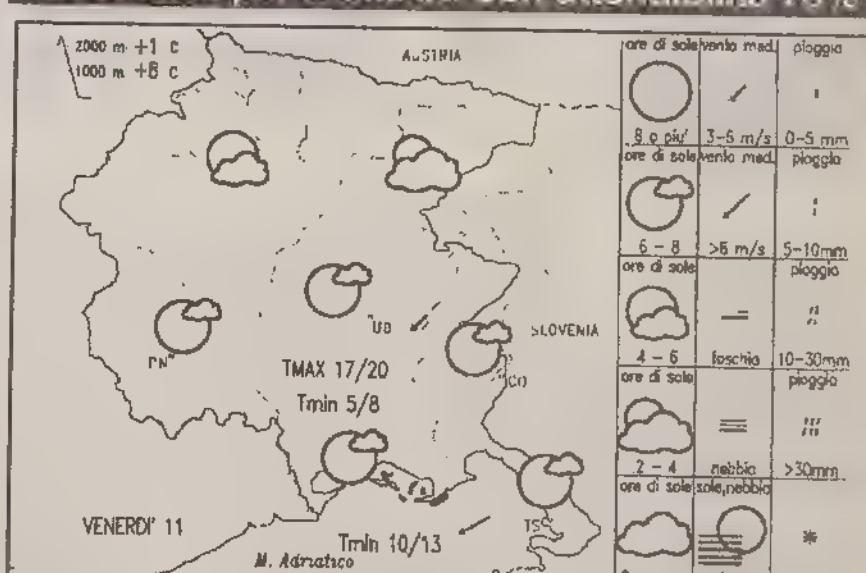 2000 m +1 c
1000 m +8 c
AUSTRIA
SLOVENIA
PN
UD
GO
TMAX 17/20
Tmin 5/8
VENERDI' 11
Tmin 10/13
TS
M. Adriatico
ore di sole vento med. pioggia
8 o piu' 3-6 m/s 0-5 mm
ore di sole vento med. pioggia
6 - 8 >6 m/s 5-10mm
ore di sole pioggia
4 - 6 foschia 10-30mm
ore di sole pioggia
2 - 4 nebbia >30mm
ore di sole sole,nebbia